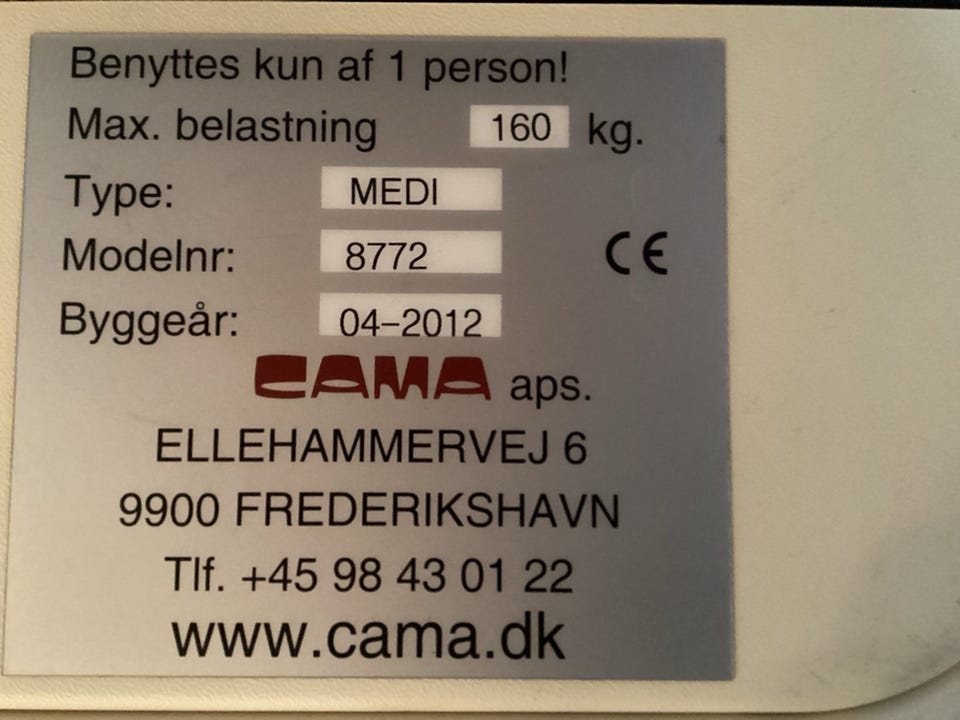 Benyttes kun af 1 person!
Max. belastning 160 kg.
Type: MEDI
Modelnr: 8772 CE
Byggeår: 04-2012
CAMA aps.
ELLEHAMMERVEJ 6
9900 FREDERIKSHAVN
Tlf. +45 98 43 01 22
www.cama.dk